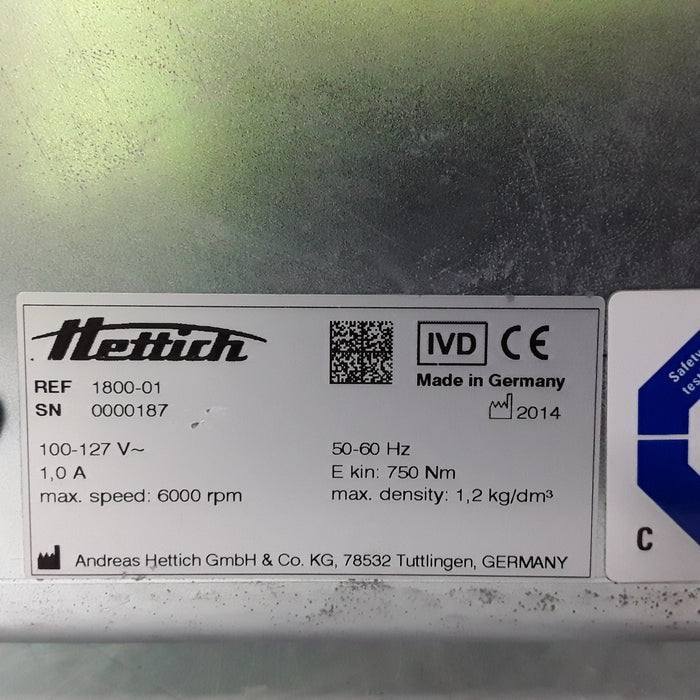 Hettich
IVD CE
Made in Germany
REF 1800-01
SN 0000187
2014
100-127 V~
50-60 Hz
1,0 A
E kin: 750 Nm
max. speed: 6000 rpm
max. density: 1,2 kg/dm³
Andreas Hettich GmbH & Co. KG, 78532 Tuttlingen, GERMANY
Safety
C